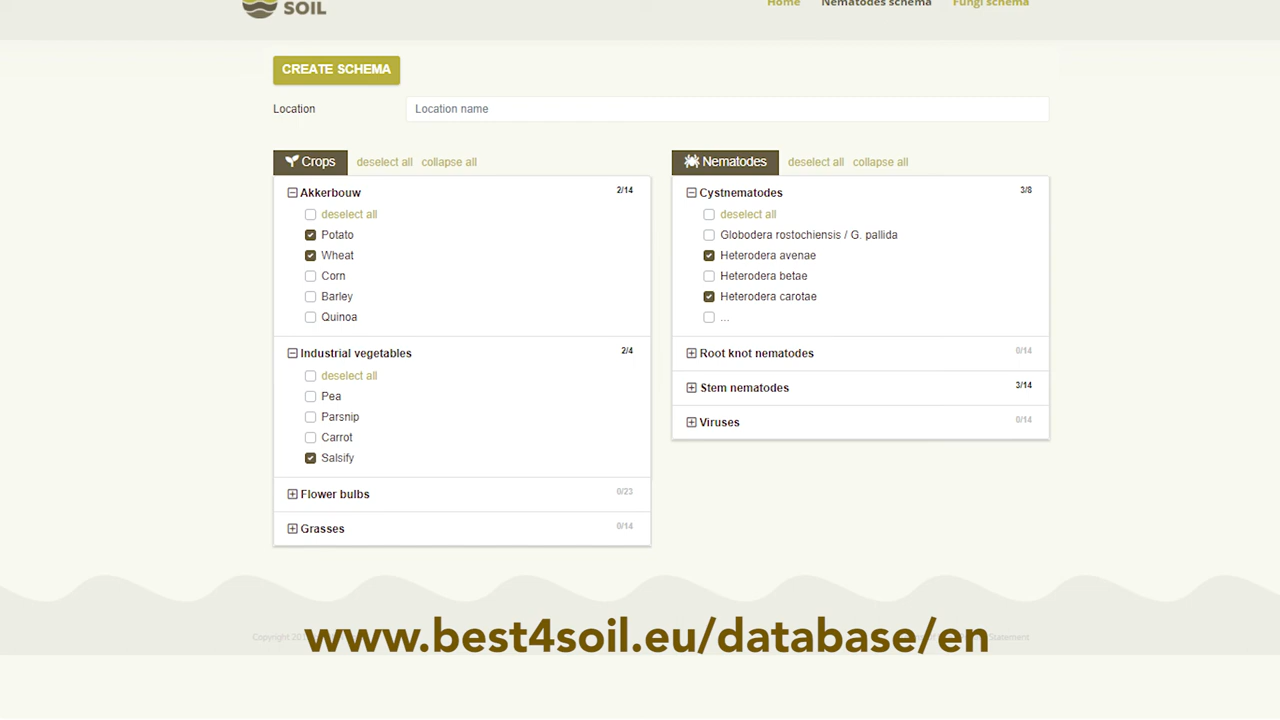 SOIL
Home Nematodes schema Fungi schema
CREATE SCHEMA
Location Location name
Crops deselect all collapse all
Akkerbouw 2/14
deselect all
Potato
Wheat
Corn
Barley
Quinoa
Industrial vegetables 2/4
deselect all
Pea
Parsnip
Carrot
Salsify
Flower bulbs 0/23
Grasses 0/14
Nematodes deselect all collapse all
Cystnematodes 3/8
deselect all
Globodera rostochiensis / G. pallida
Heterodera avenae
Heterodera betae
Heterodera carotae
...
Root knot nematodes 0/14
Stem nematodes 3/14
Viruses 0/14
www.best4soil.eu/database/en
Copyright Statement